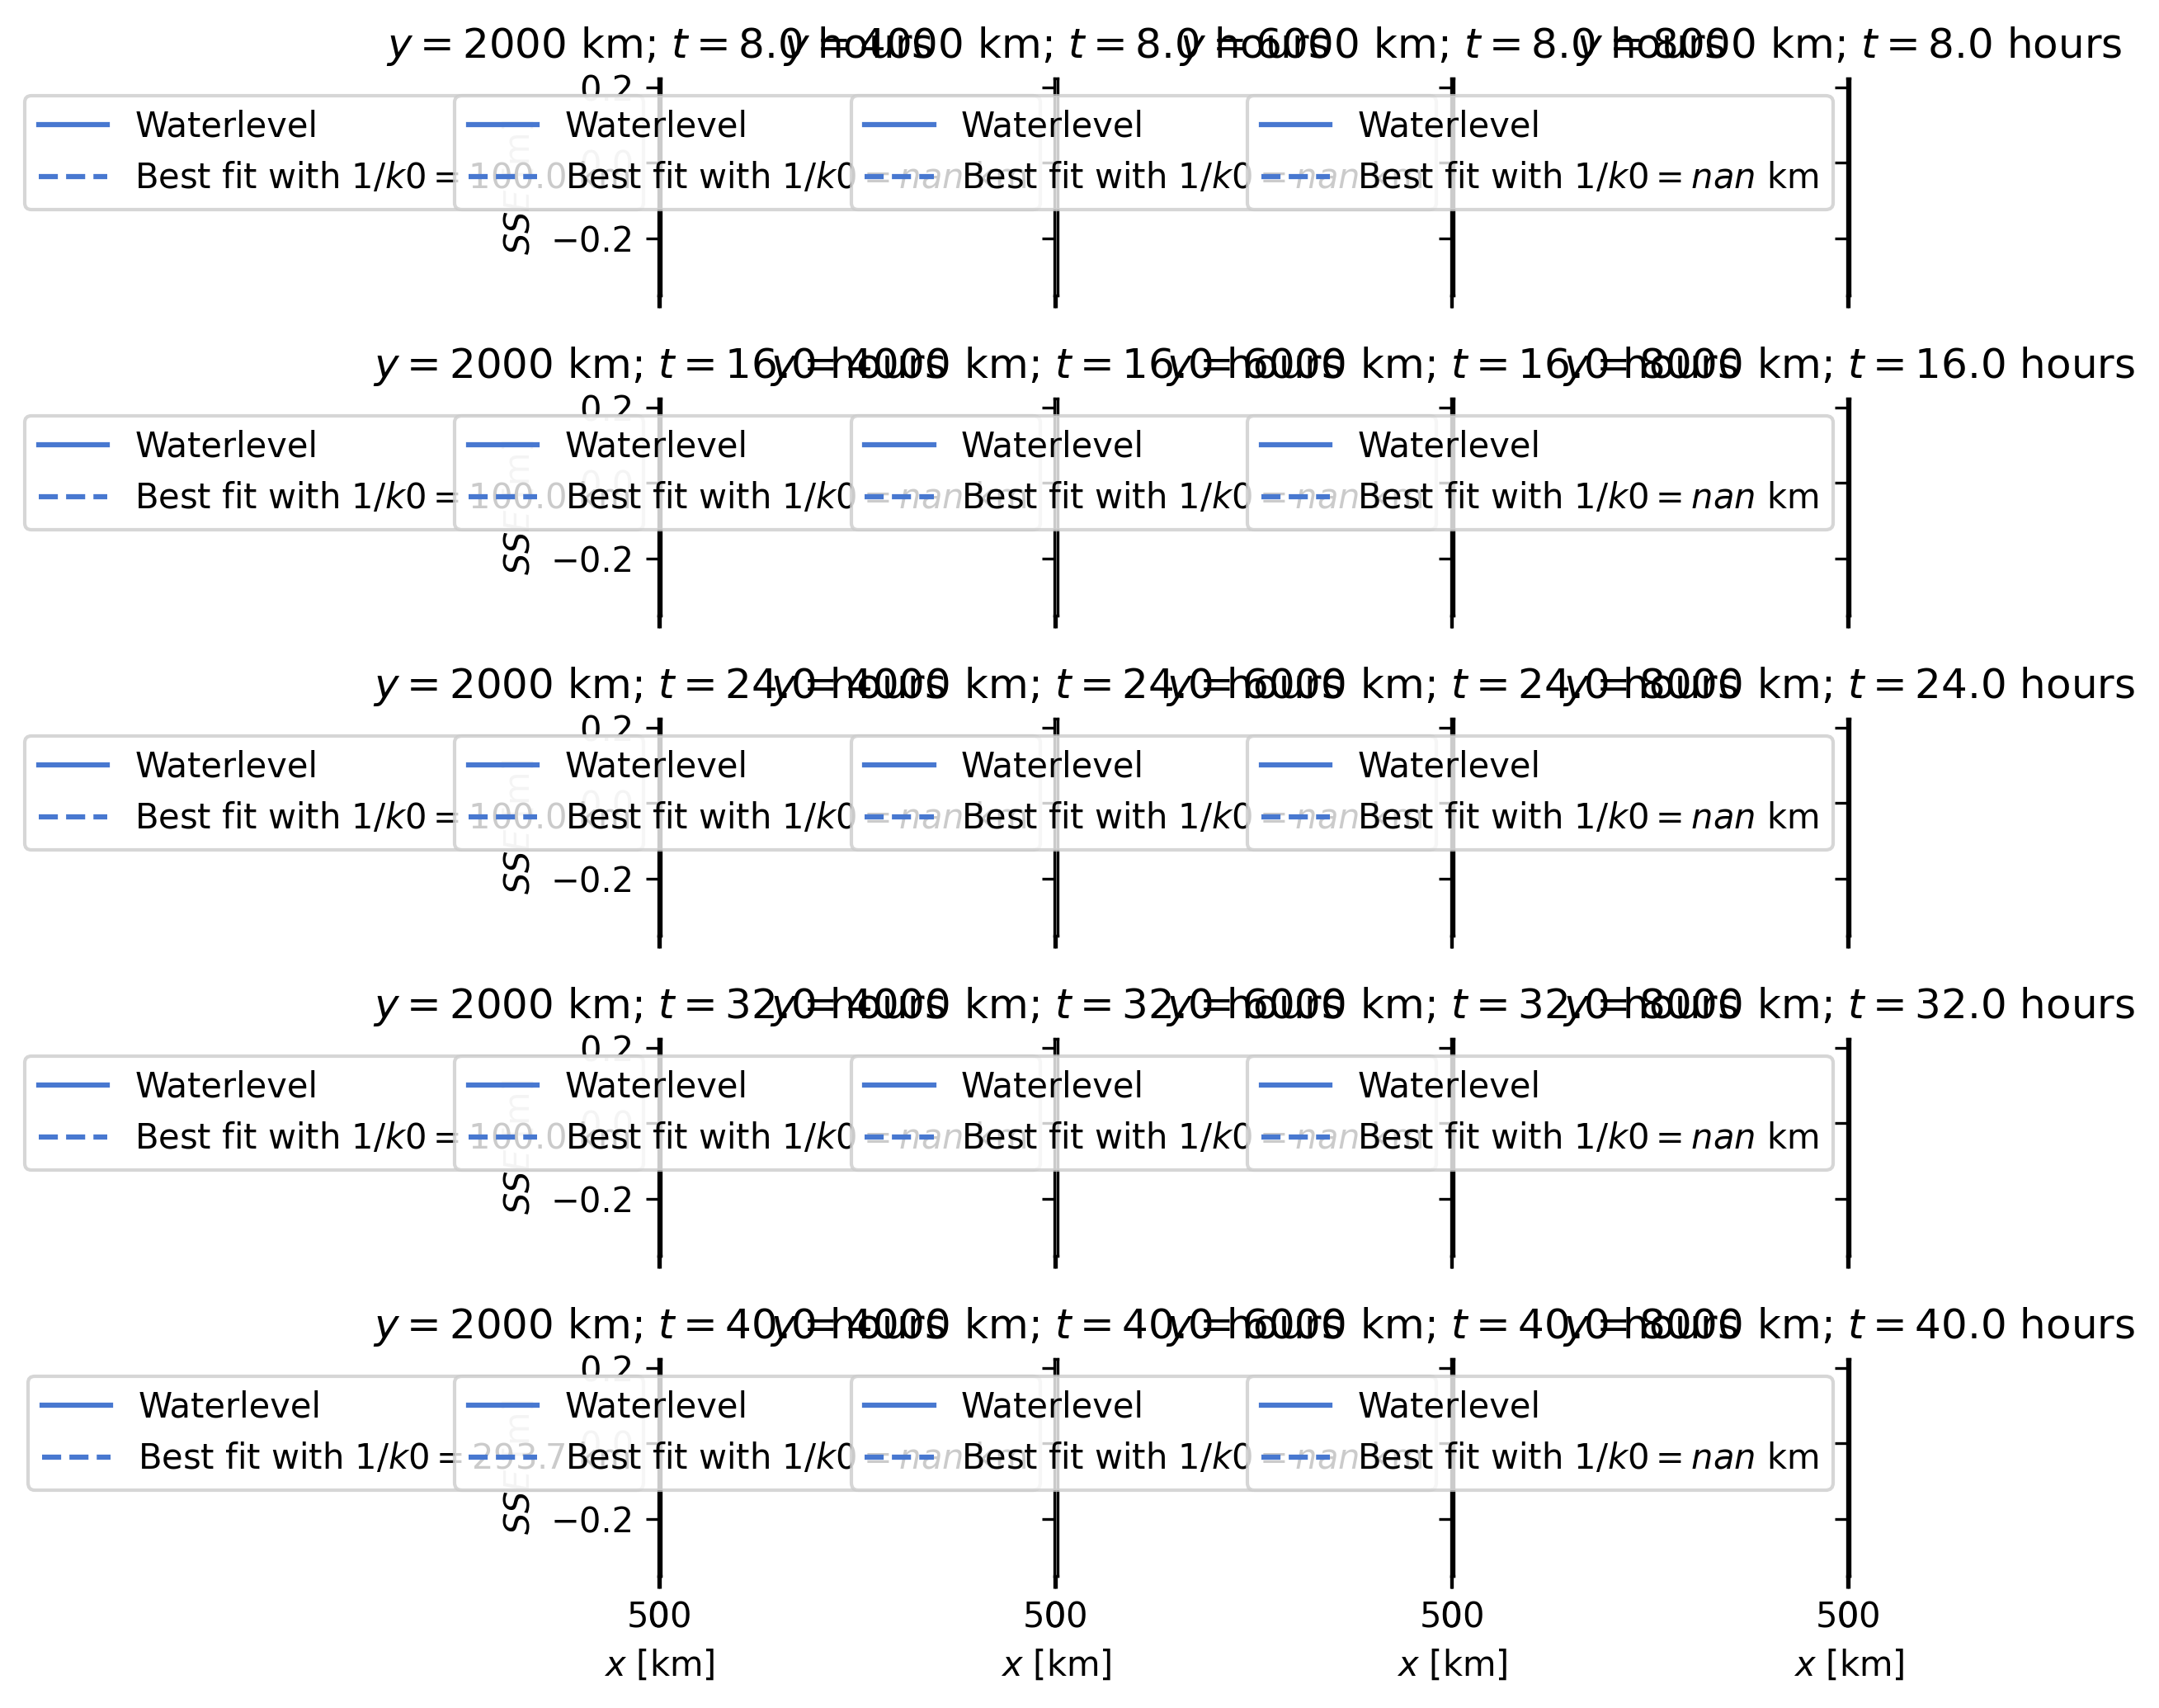 y = 2000 km; t = 8.0 hours y = 4000 km; t = 8.0 hours y = 6000 km; t = 8.0 hours y = 8000 km; t = 8.0 hours
0.2
Waterlevel Waterlevel Waterlevel Waterlevel
Best fit with 1/k0 = 100.0 Best fit with 1/k0 = nan km Best fit with 1/k0 = nan km Best fit with 1/k0 = nan km
SSE
−0.2
y = 2000 km; t = 16.0 hours y = 4000 km; t = 16.0 hours y = 6000 km; t = 16.0 hours y = 8000 km; t = 16.0 hours
0.2
Waterlevel Waterlevel Waterlevel Waterlevel
Best fit with 1/k0 = 100.0 Best fit with 1/k0 = nan km Best fit with 1/k0 = nan km Best fit with 1/k0 = nan km
SSE
−0.2
y = 2000 km; t = 24.0 hours y = 4000 km; t = 24.0 hours y = 6000 km; t = 24.0 hours y = 8000 km; t = 24.0 hours
0.2
Waterlevel Waterlevel Waterlevel Waterlevel
Best fit with 1/k0 = 100.0 Best fit with 1/k0 = nan km Best fit with 1/k0 = nan km Best fit with 1/k0 = nan km
SSE
−0.2
y = 2000 km; t = 32.0 hours y = 4000 km; t = 32.0 hours y = 6000 km; t = 32.0 hours y = 8000 km; t = 32.0 hours
0.2
Waterlevel Waterlevel Waterlevel Waterlevel
Best fit with 1/k0 = 100.0 Best fit with 1/k0 = nan km Best fit with 1/k0 = nan km Best fit with 1/k0 = nan km
SSE
−0.2
y = 2000 km; t = 40.0 hours y = 4000 km; t = 40.0 hours y = 6000 km; t = 40.0 hours y = 8000 km; t = 40.0 hours
0.2
Waterlevel Waterlevel Waterlevel Waterlevel
Best fit with 1/k0 = 293.7 Best fit with 1/k0 = nan km Best fit with 1/k0 = nan km Best fit with 1/k0 = nan km
SSE
−0.2
500 500 500 500
x [km] x [km] x [km] x [km]